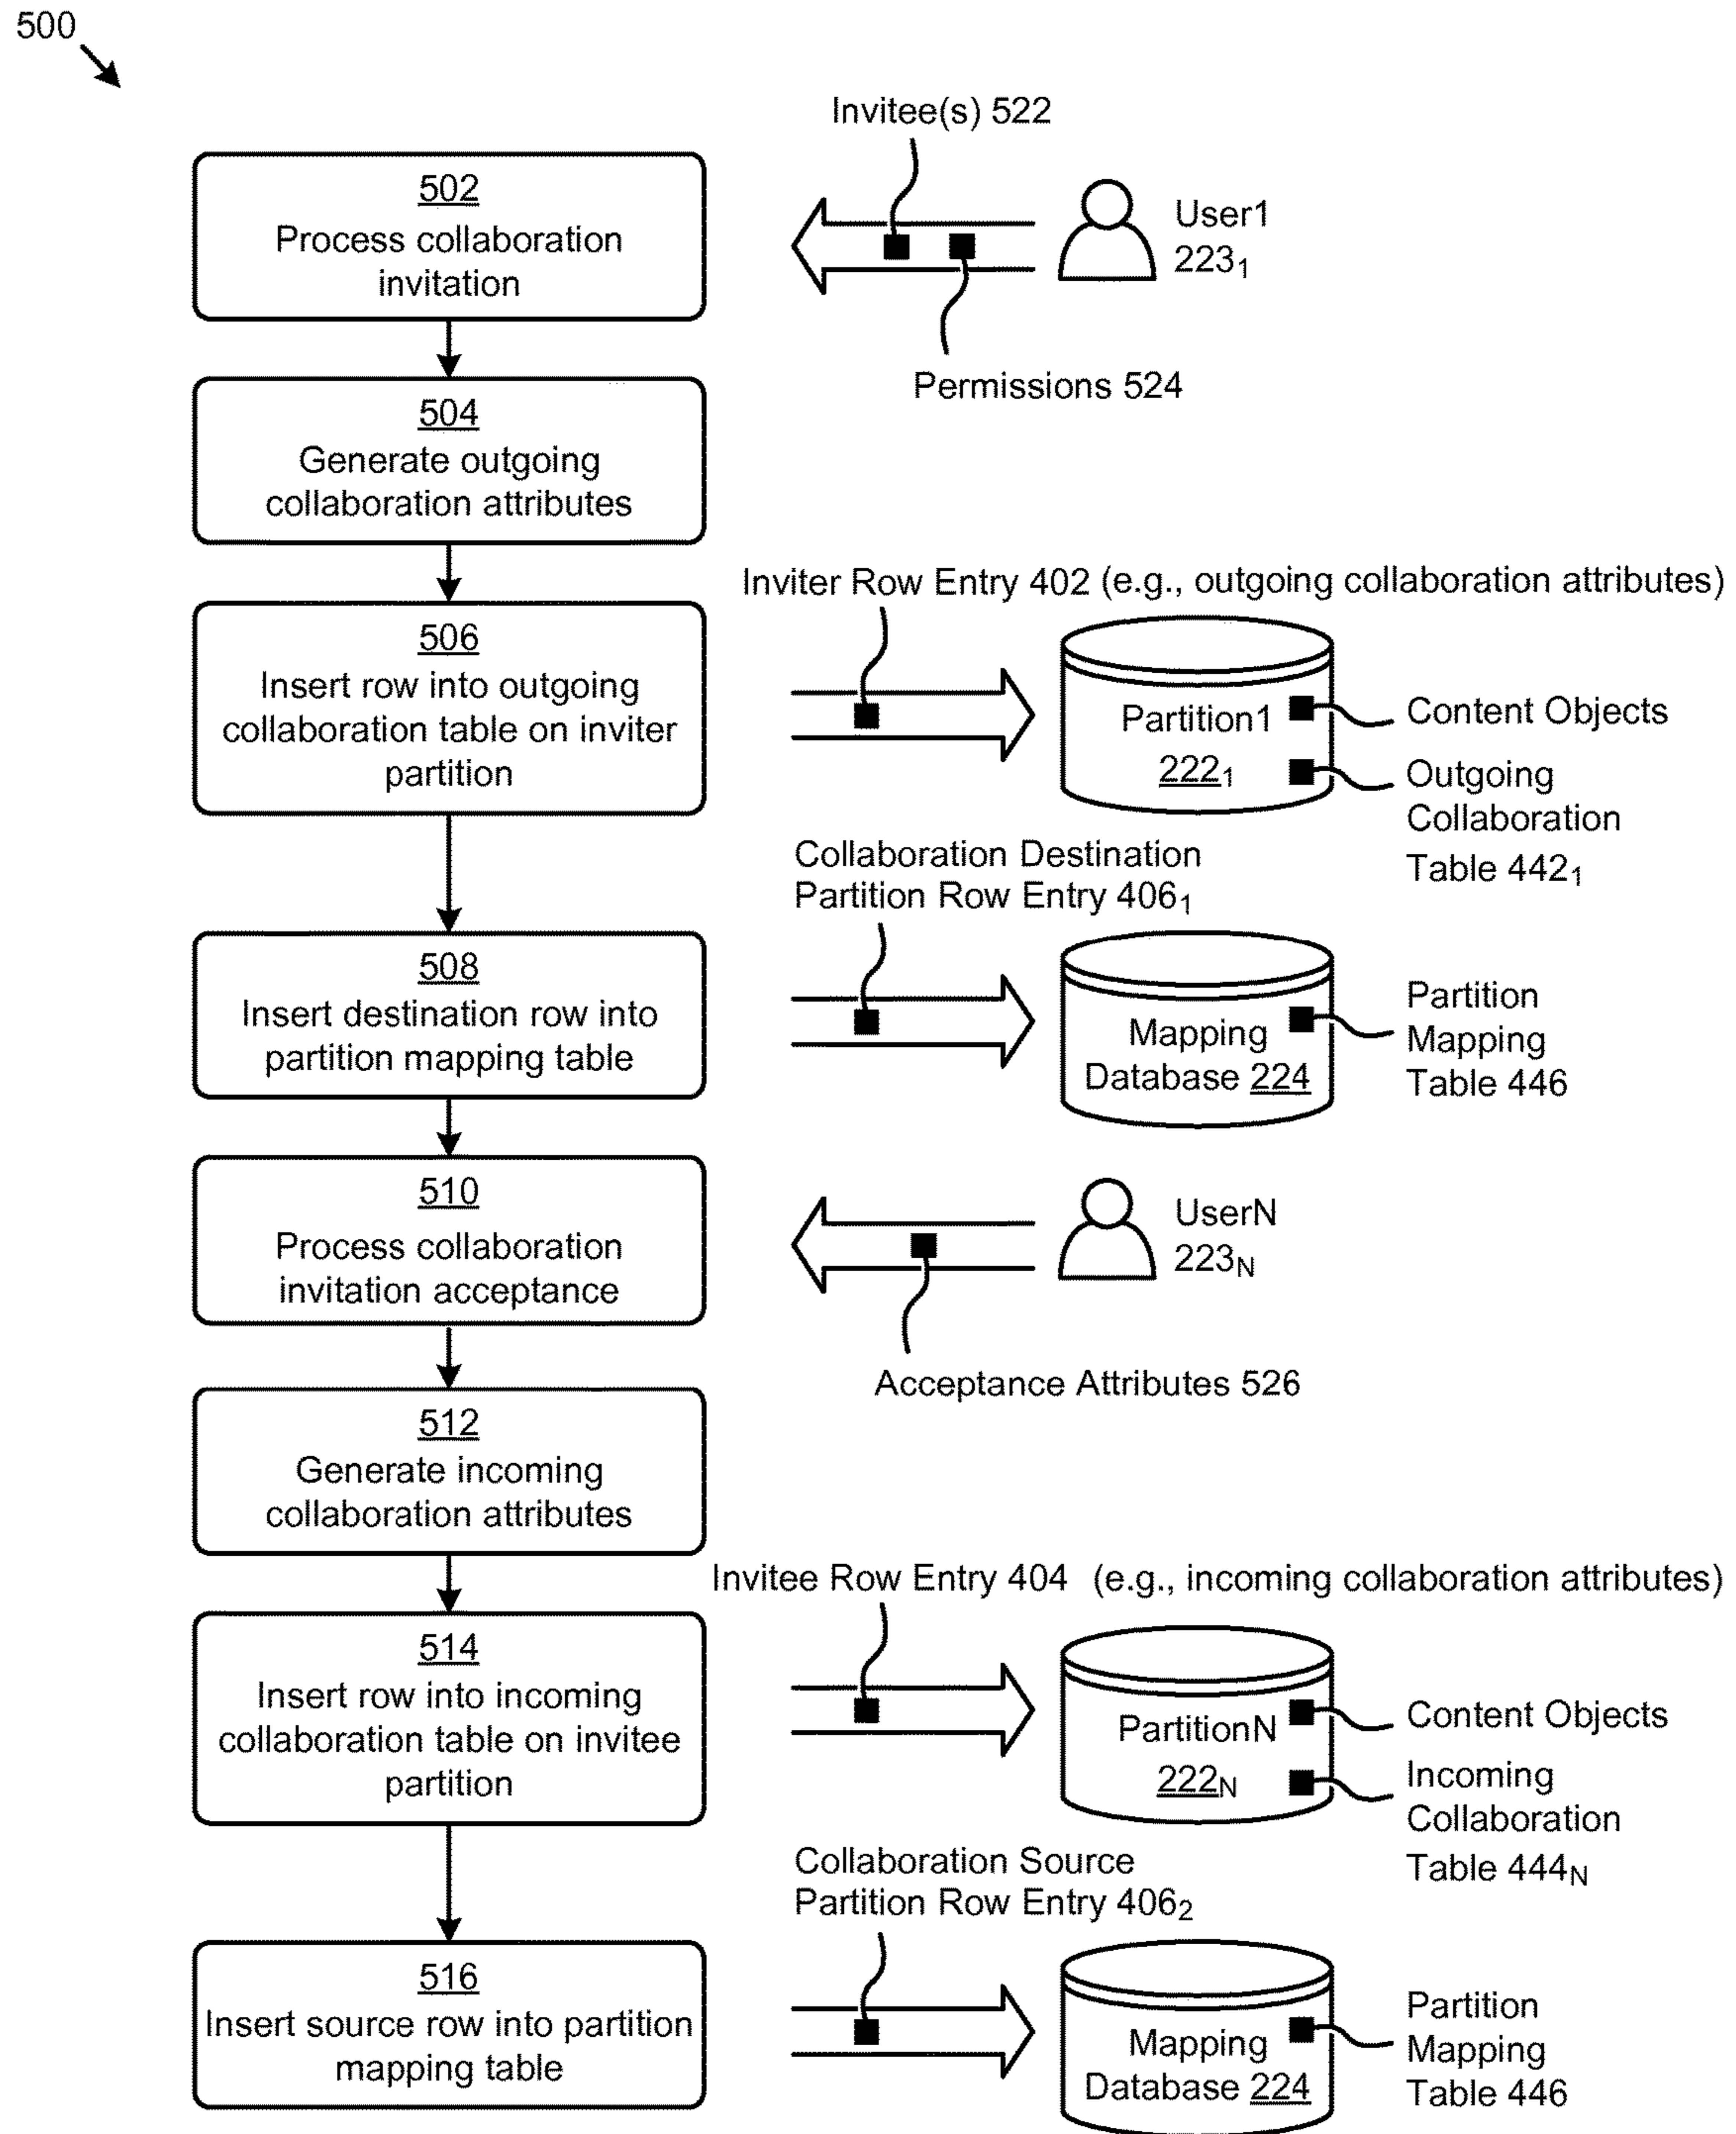 500
Invitee(s) 522
502
Process collaboration
invitation
User1
223₁
Permissions 524
504
Generate outgoing
collaboration attributes
Inviter Row Entry 402 (e.g., outgoing collaboration attributes)
506
Insert row into outgoing
collaboration table on inviter
partition
Partition1
222₁
Content Objects
Outgoing
Collaboration
Table 442₁
Collaboration Destination
Partition Row Entry 406₁
508
Insert destination row into
partition mapping table
Mapping
Database 224
Partition
Mapping
Table 446
510
Process collaboration
invitation acceptance
UserN
223N
Acceptance Attributes 526
512
Generate incoming
collaboration attributes
Invitee Row Entry 404 (e.g., incoming collaboration attributes)
514
Insert row into incoming
collaboration table on invitee
partition
PartitionN
222N
Content Objects
Incoming
Collaboration
Table 444N
Collaboration Source
Partition Row Entry 406₂
516
Insert source row into partition
mapping table
Mapping
Database 224
Partition
Mapping
Table 446